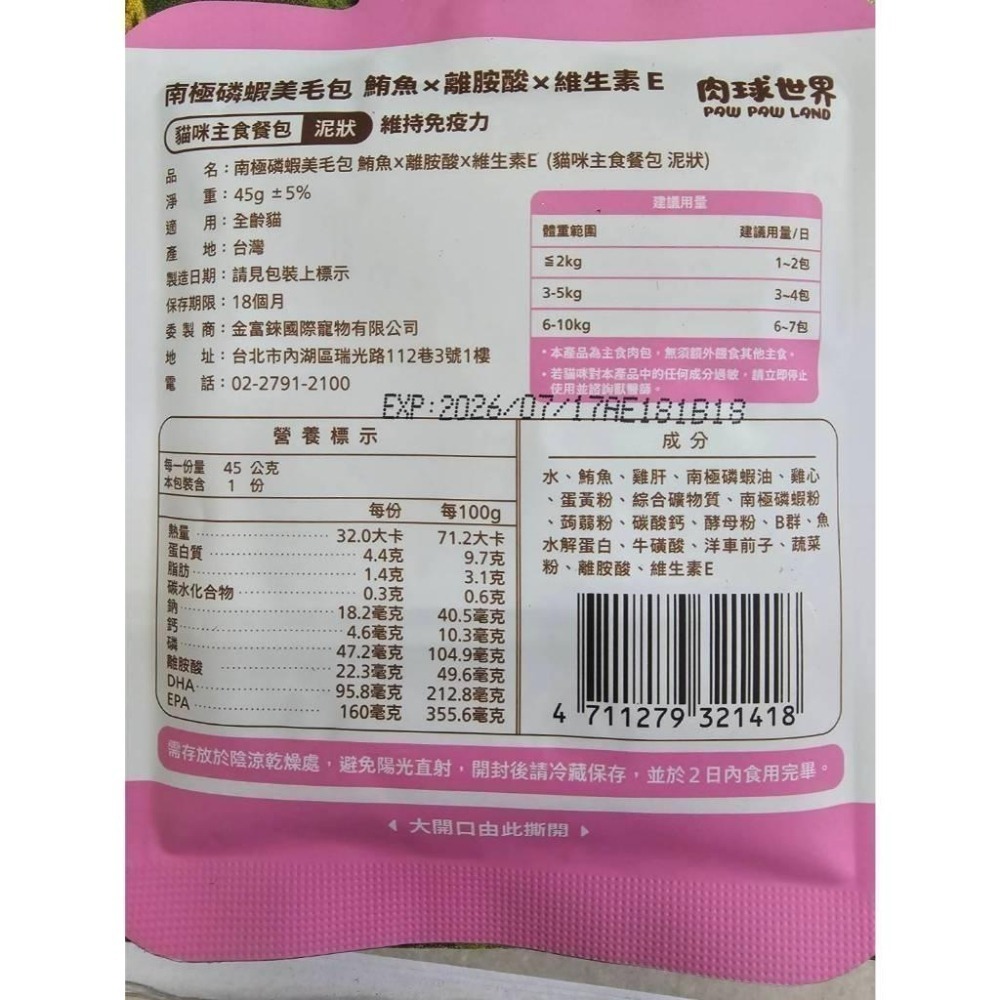 南極磷蝦美毛包 鮪魚×離胺酸×維生素E
肉球世界
PAW PAW LAND
貓咪主食餐包 泥狀 維持免疫力
品名：南極磷蝦美毛包 鮪魚×離胺酸×維生素E (貓咪主食餐包 泥狀)
淨重：45g ±5%
適用：全齡貓
產地：台灣
製造日期：請見包裝上標示
保存期限：18個月
委製商：金富錸國際寵物有限公司
地址：台北市內湖區瑞光路112巷3號1樓
電話：02-2791-2100
建議用量
體重範圍 建議用量/日
≦2kg 1~2包
3-5kg 3~4包
6-10kg 6~7包
・本產品為主食肉包，無須額外餵食其他主食。
・若貓咪對本產品中的任何成分過敏，請立即停止
使用並諮詢獸醫師。
EXP:2026/07/17AE181B18
營養標示
每一份量 45 公克
本包裝含 1 份
每份 每100g
熱量 32.0大卡 71.2大卡
蛋白質 4.4克 9.7克
脂肪 1.4克 3.1克
碳水化合物 0.3克 0.6克
鈉 18.2毫克 40.5毫克
鈣 4.6毫克 10.3毫克
磷 47.2毫克 104.9毫克
離胺酸 22.3毫克 49.6毫克
DHA 95.8毫克 212.8毫克
EPA 160毫克 355.6毫克
成分
水、鮪魚、雞肝、南極磷蝦油、雞心
、蛋黃粉、綜合礦物質、南極磷蝦粉
、蒟蒻粉、碳酸鈣、酵母粉、B群、魚
水解蛋白、牛磺酸、洋車前子、蔬菜
粉、離胺酸、維生素E
4 711279 321418
需存放於陰涼乾燥處，避免陽光直射，開封後請冷藏保存，並於2日內食用完畢。
大開口由此撕開